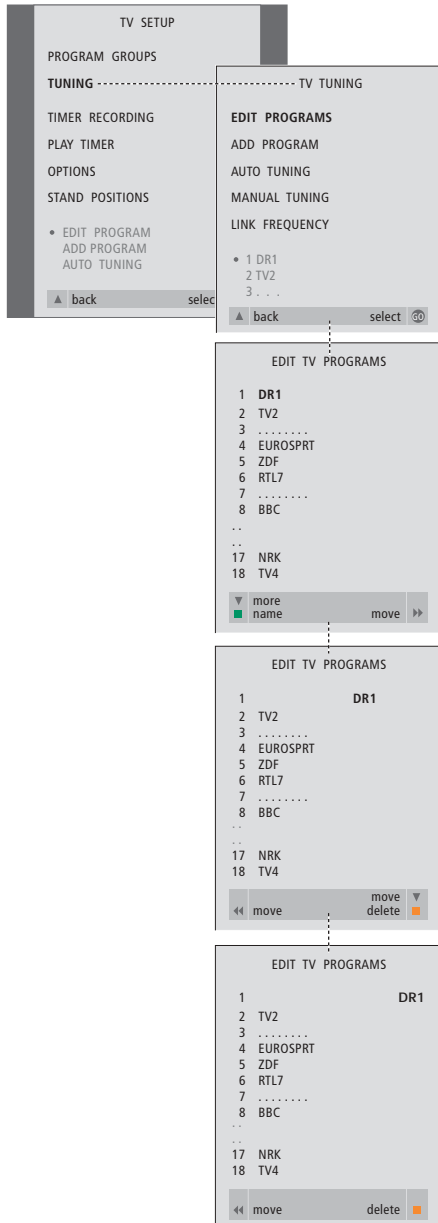 TV SETUP
PROGRAM GROUPS
TUNING
TIMER RECORDING
PLAY TIMER
OPTIONS
STAND POSITIONS
• EDIT PROGRAM
ADD PROGRAM
AUTO TUNING
▲ back selec
TV TUNING
EDIT PROGRAMS
ADD PROGRAM
AUTO TUNING
MANUAL TUNING
LINK FREQUENCY
• 1 DR1
2 TV2
3 . . .
▲ back select GO
EDIT TV PROGRAMS
1 DR1
2 TV2
3 . . . . . . . .
4 EUROSPRT
5 ZDF
6 RTL7
7 . . . . . . . .
8 BBC
. .
. .
17 NRK
18 TV4
▼ more
■ name move ▶▶
EDIT TV PROGRAMS
1 DR1
2 TV2
3 . . . . . . . .
4 EUROSPRT
5 ZDF
6 RTL7
7 . . . . . . . .
8 BBC
. .
. .
17 NRK
18 TV4
move ▼
◀◀ move delete ■
EDIT TV PROGRAMS
1 DR1
2 TV2
3 . . . . . . . .
4 EUROSPRT
5 ZDF
6 RTL7
7 . . . . . . . .
8 BBC
. .
. .
17 NRK
18 TV4
◀◀ move delete ■